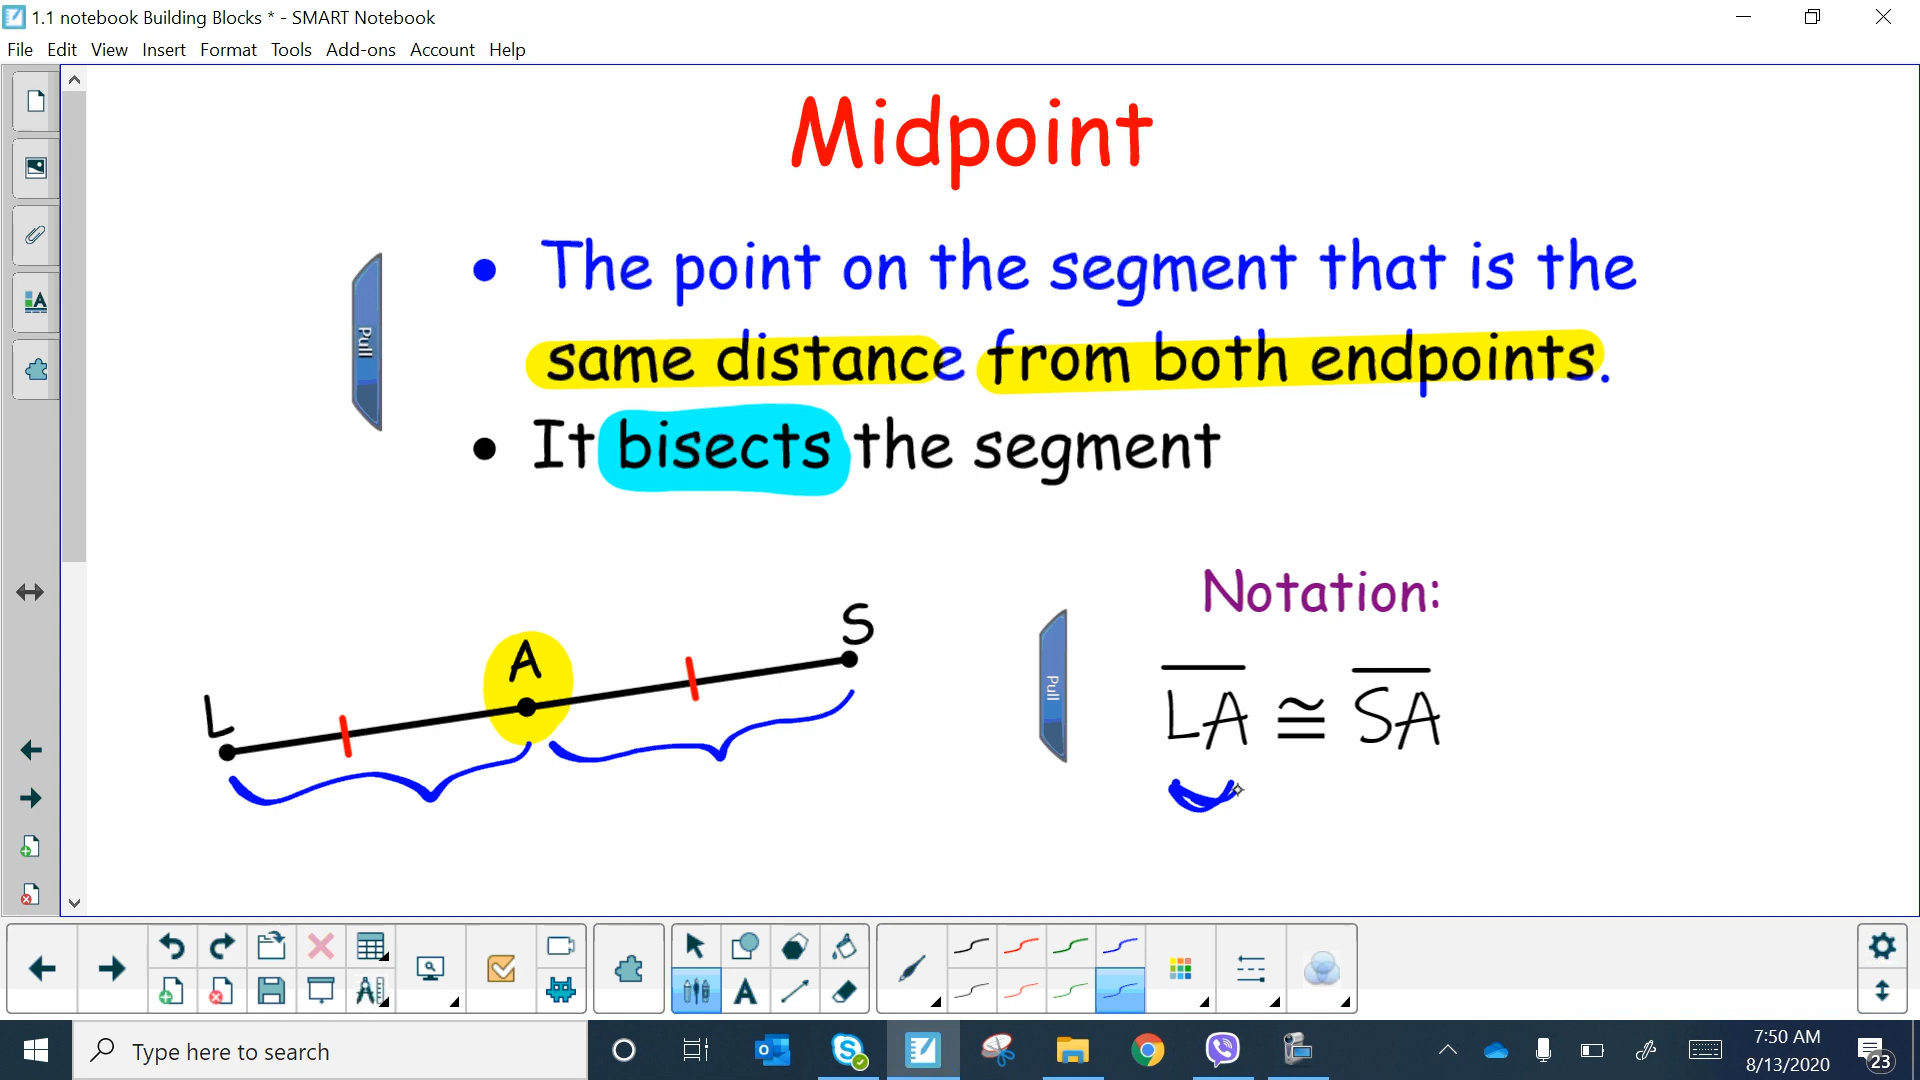 1.1 notebook Building Blocks * - SMART Notebook
File Edit View Insert Format Tools Add-ons Account Help
Midpoint
• The point on the segment that is the
same distance from both endpoints.
• It bisects the segment
Pull
Notation:
L A S
Pull
LA ≅ SA
Type here to search
7:50 AM
8/13/2020
23